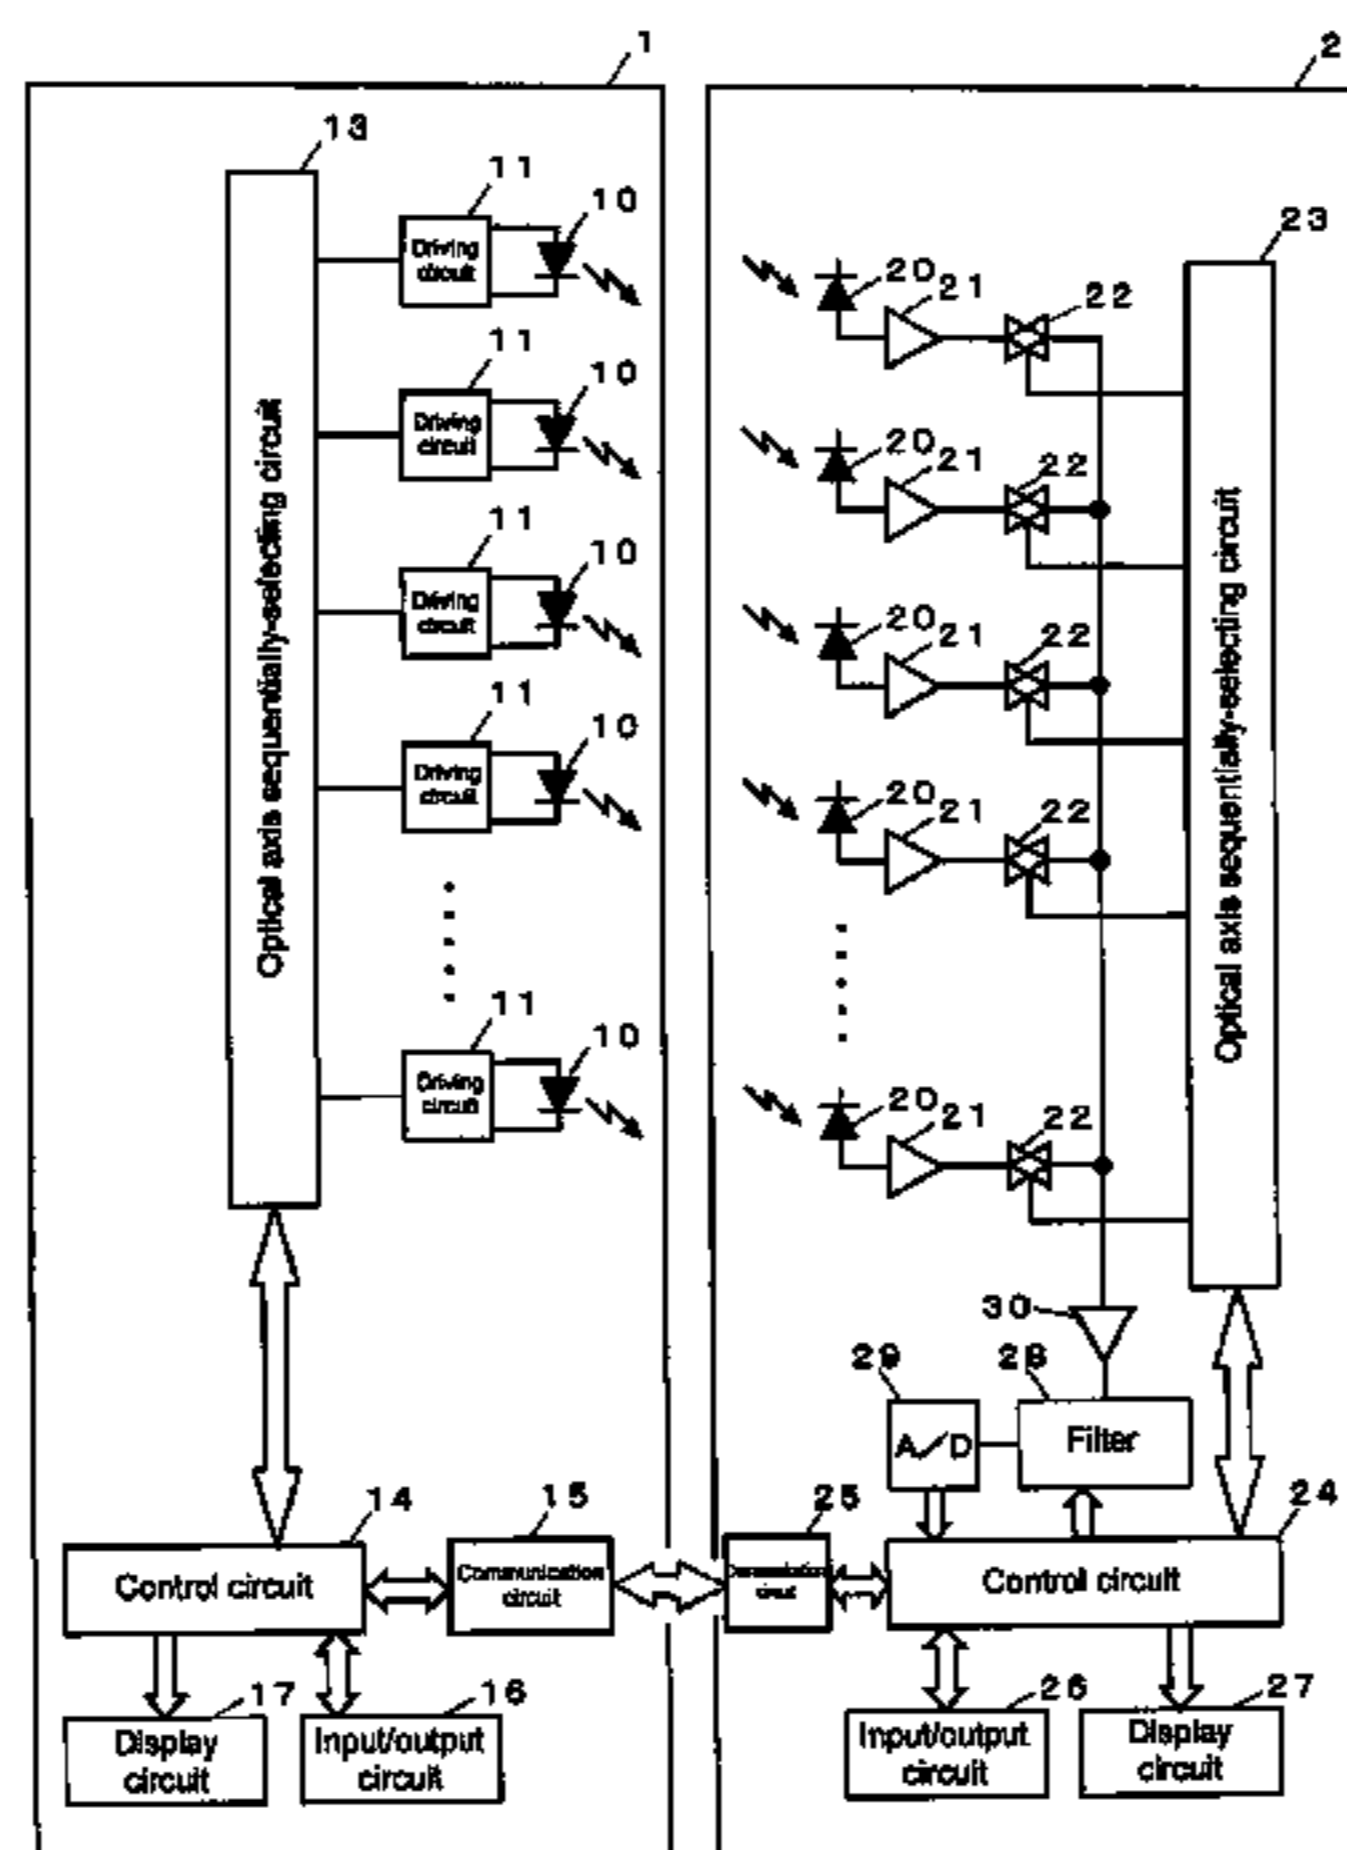 1
2
13
11
10
Driving
circuit
11
10
Driving
circuit
11
10
Driving
circuit
11
10
Driving
circuit
11
10
Driving
circuit
Optical axis sequentially-selecting circuit
23
20
21
22
20
21
22
20
21
22
20
21
22
20
21
22
Optical axis sequentially-selecting circuit
30
29
28
A/D
Filter
14
15
25
24
Control circuit
Communication
circuit
circuit
Control circuit
17
16
26
27
Display
circuit
Input/output
circuit
Input/output
circuit
Display
circuit